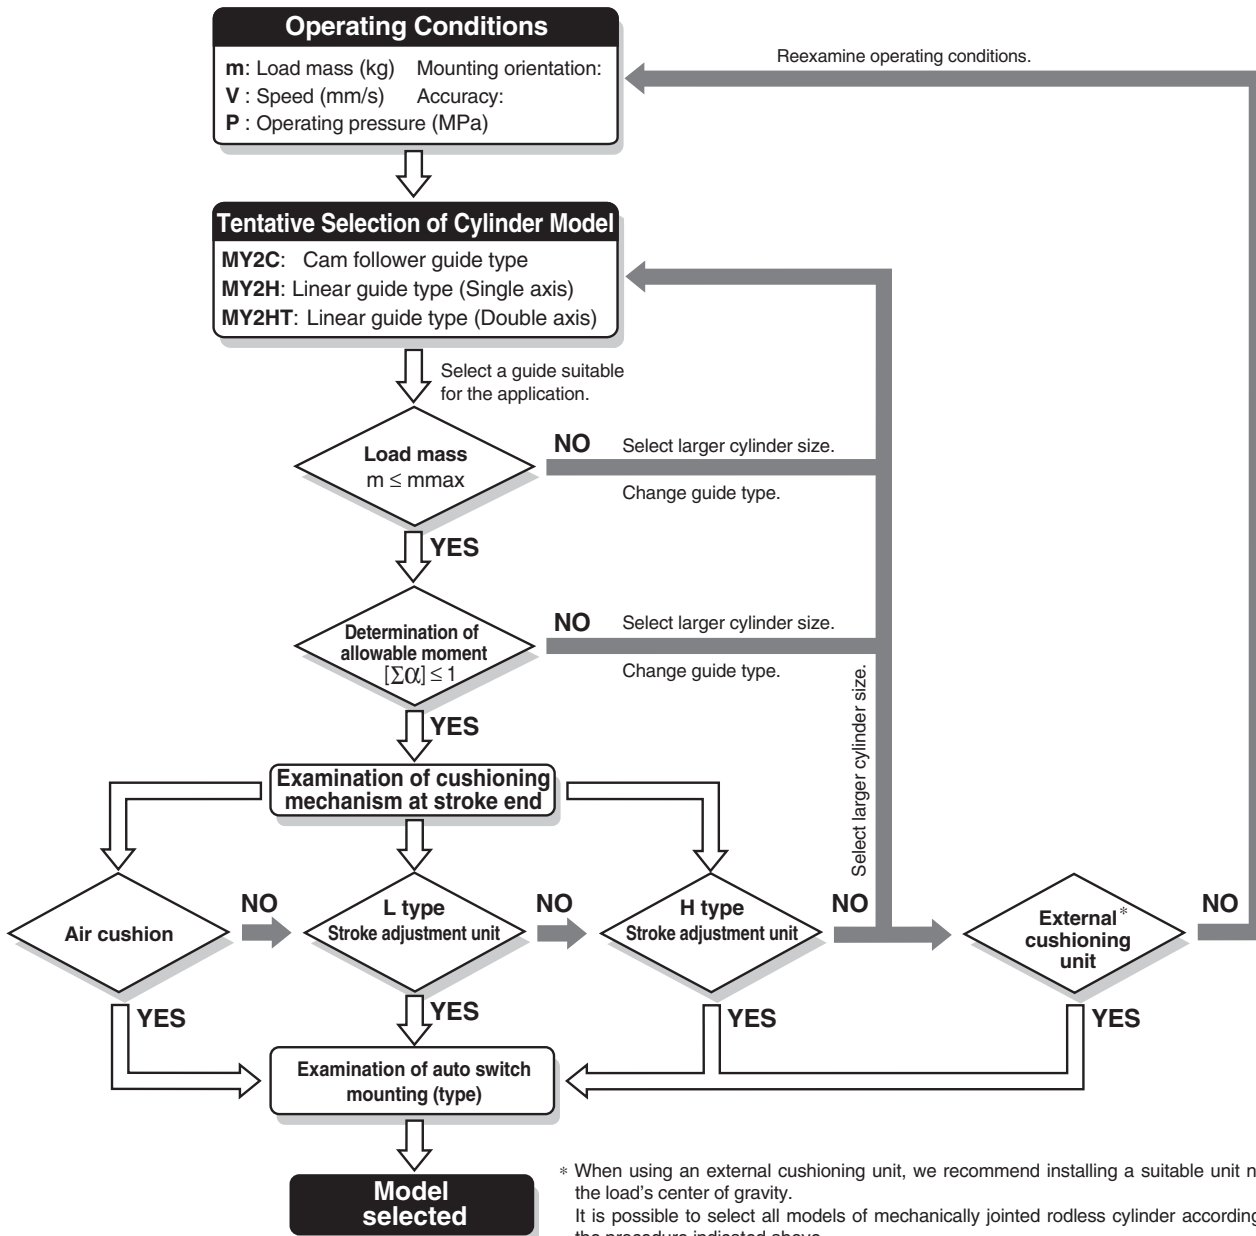 Operating Conditions
m: Load mass (kg) Mounting orientation:
V : Speed (mm/s) Accuracy:
P : Operating pressure (MPa)
Reexamine operating conditions.
Tentative Selection of Cylinder Model
MY2C: Cam follower guide type
MY2H: Linear guide type (Single axis)
MY2HT: Linear guide type (Double axis)
Select a guide suitable
for the application.
Load mass
m ≤ mmax
NO
Select larger cylinder size.
Change guide type.
YES
Determination of
allowable moment
[Σα] ≤ 1
NO
Select larger cylinder size.
Change guide type.
YES
Select larger cylinder size.
Examination of cushioning
mechanism at stroke end
Air cushion
NO
L type
Stroke adjustment unit
NO
H type
Stroke adjustment unit
NO
External*
cushioning
unit
NO
YES
YES
YES
YES
Examination of auto switch
mounting (type)
Model
selected
* When using an external cushioning unit, we recommend installing a suitable unit
the load's center of gravity.
It is possible to select all models of mechanically jointed rodless cylinder according
the procedure indicated above.